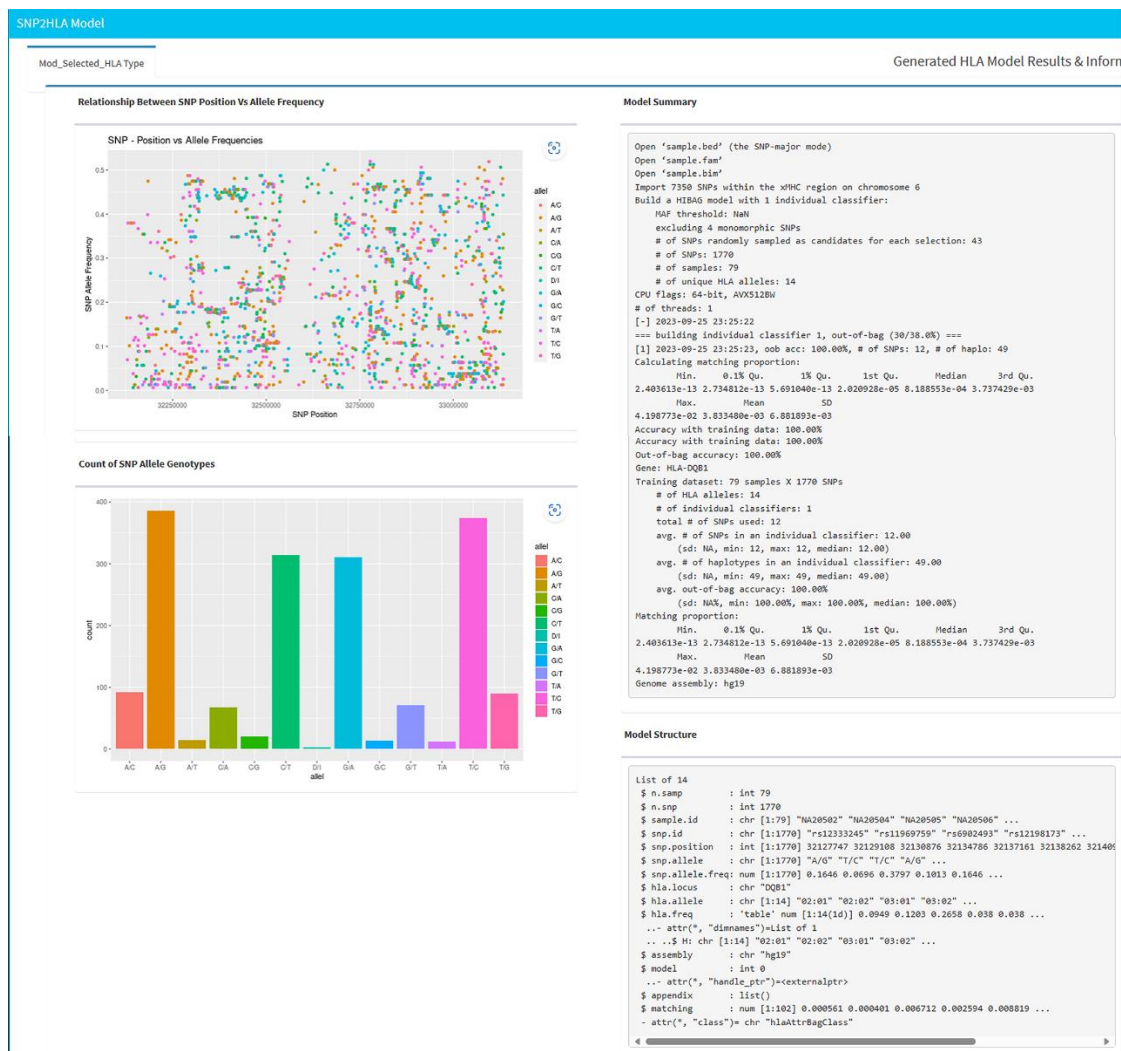 SNP2HLA Model
Mod_Selected_HLA Type
Generated HLA Model Results & Inform
Relationship Between SNP Position Vs Allele Frequency
SNP - Position vs Allele Frequencies
SNP Allele Frequency
0.5
0.4
0.3
0.2
0.1
0.0
32250000 32500000 32750000 33000000
SNP Position
allel
A/C
A/G
A/T
C/A
C/G
C/T
D/I
G/A
G/C
G/T
T/A
T/C
T/G
Count of SNP Allele Genotypes
count
400
300
200
100
0
A/C A/G A/T C/A C/G C/T D/I G/A G/C G/T T/A T/C T/G
allel
allel
A/C
A/G
A/T
C/A
C/G
C/T
D/I
G/A
G/C
G/T
T/A
T/C
T/G
Model Summary
Open ‘sample.bed’ (the SNP-major mode)
Open ‘sample.fam’
Open ‘sample.bim’
Import 7350 SNPs within the xMHC region on chromosome 6
Build a HIBAG model with 1 individual classifier:
MAF threshold: NaN
excluding 4 monomorphic SNPs
# of SNPs randomly sampled as candidates for each selection: 43
# of SNPs: 1770
# of samples: 79
# of unique HLA alleles: 14
CPU flags: 64-bit, AVX512BW
# of threads: 1
[-] 2023-09-25 23:25:22
=== building individual classifier 1, out-of-bag (30/38.0%) ===
[1] 2023-09-25 23:25:23, oob acc: 100.00%, # of SNPs: 12, # of haplo: 49
Calculating matching proportion:
Min. 0.1% Qu. 1% Qu. 1st Qu. Median 3rd Qu.
2.403613e-13 2.734812e-13 5.691040e-13 2.020928e-05 8.188553e-04 3.737429e-03
Max. Mean SD
4.198773e-02 3.833480e-03 6.881893e-03
Accuracy with training data: 100.00%
Accuracy with training data: 100.00%
Out-of-bag accuracy: 100.00%
Gene: HLA-DQB1
Training dataset: 79 samples X 1770 SNPs
# of HLA alleles: 14
# of individual classifiers: 1
total # of SNPs used: 12
avg. # of SNPs in an individual classifier: 12.00
(sd: NA, min: 12, max: 12, median: 12.00)
avg. # of haplotypes in an individual classifier: 49.00
(sd: NA, min: 49, max: 49, median: 49.00)
avg. out-of-bag accuracy: 100.00%
(sd: NA%, min: 100.00%, max: 100.00%, median: 100.00%)
Matching proportion:
Min. 0.1% Qu. 1% Qu. 1st Qu. Median 3rd Qu.
2.403613e-13 2.734812e-13 5.691040e-13 2.020928e-05 8.188553e-04 3.737429e-03
Max. Mean SD
4.198773e-02 3.833480e-03 6.881893e-03
Genome assembly: hg19
Model Structure
List of 14
$ n.samp : int 79
$ n.snp : int 1770
$ sample.id : chr [1:79] "NA20502" "NA20504" "NA20505" "NA20506" ...
$ snp.id : chr [1:1770] "rs12333245" "rs11969759" "rs6902493" "rs12198173" ...
$ snp.position : int [1:1770] 32127747 32129108 32130876 32134786 32137161 32138262 321409
$ snp.allele : chr [1:1770] "A/G" "T/C" "T/C" "A/G" ...
$ snp.allele.freq: num [1:1770] 0.1646 0.0696 0.3797 0.1013 0.1646 ...
$ hla.locus : chr "DQB1"
$ hla.allele : chr [1:14] "02:01" "02:02" "03:01" "03:02" ...
$ hla.freq : 'table' num [1:14(1d)] 0.0949 0.1203 0.2658 0.038 0.038 ...
..- attr(*, "dimnames")=List of 1
.. ..$ H: chr [1:14] "02:01" "02:02" "03:01" "03:02" ...
$ assembly : chr "hg19"
$ model : int 0
..- attr(*, "handle_ptr")=<externalptr>
$ appendix : list()
$ matching : num [1:102] 0.000561 0.000401 0.006712 0.002594 0.008819 ...
- attr(*, "class")= chr "hlaAttrBagClass"